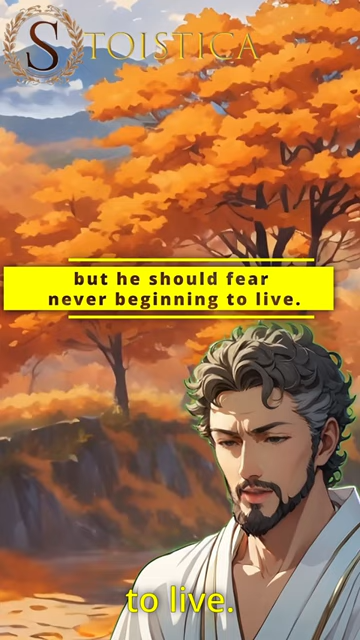 STOISTICA
but he should fear
never beginning to live.
to live.